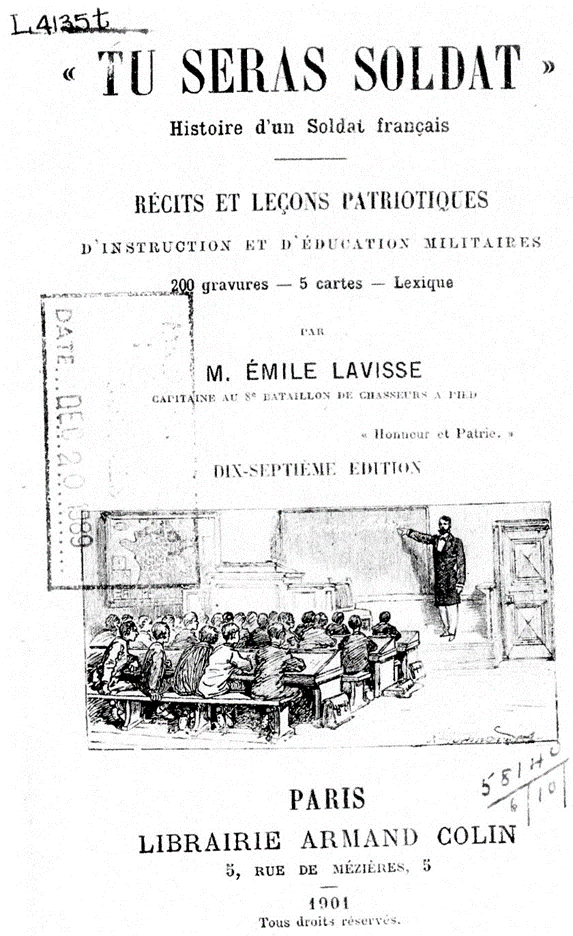 L4135t
« TU SERAS SOLDAT »
Histoire d'un Soldat français
RÉCITS ET LEÇONS PATRIOTIQUES
D'INSTRUCTION ET D'ÉDUCATION MILITAIRES
200 gravures — 5 cartes — Lexique
PAR
M. ÉMILE LAVISSE
CAPITAINE AU 8e BATAILLON DE CHASSEURS A PIED
« Honneur et Patrie. »
DIX-SEPTIÈME EDITION
DATE... DEC 20 1989
PARIS
LIBRAIRIE ARMAND COLIN
5, RUE DE MÉZIÈRES, 5
1901
Tous droits réservés.
6/10/